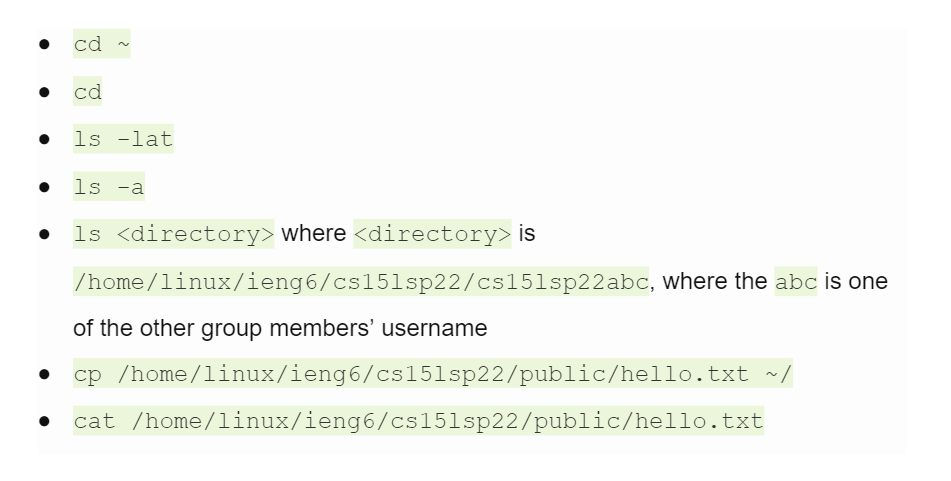 ● cd ~
● cd
● ls -lat
● ls -a
● ls <directory> where <directory> is
/home/linux/ieng6/cs15lsp22/cs15lsp22abc, where the abc is one
of the other group members’ username
● cp /home/linux/ieng6/cs15lsp22/public/hello.txt ~/
● cat /home/linux/ieng6/cs15lsp22/public/hello.txt